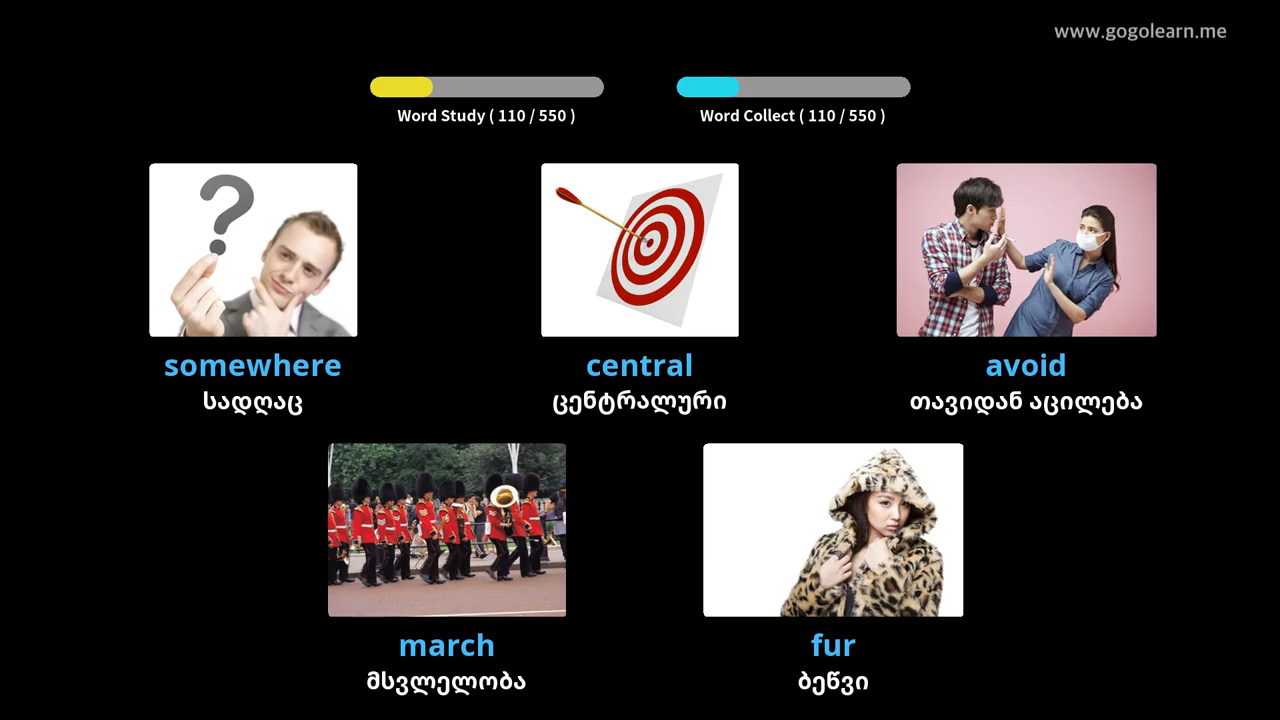 www.gogolearn.me
Word Study ( 110 / 550 )
Word Collect ( 110 / 550 )
somewhere
სადღაც
central
ცენტრალური
avoid
თავიდან აცილება
march
მსვლელობა
fur
ბეწვი